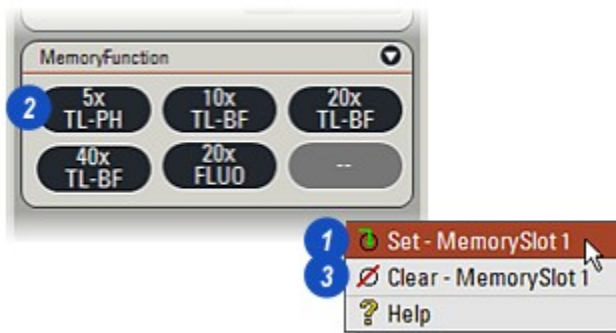 MemoryFunction
2
5x
TL-PH
10x
TL-BF
20x
TL-BF
40x
TL-BF
20x
FLUO
--
1
Set - MemorySlot 1
3
Clear - MemorySlot 1
? Help